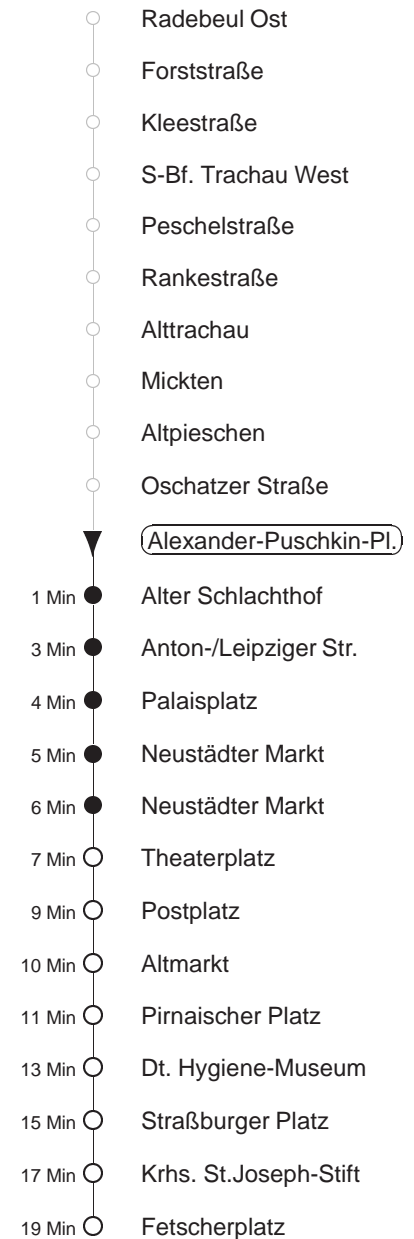 Radebeul Ost
Forststraße
Kleestraße
S-Bf. Trachau West
Peschelstraße
Rankestraße
Alttrachau
Mickten
Altpieschen
Oschatzer Straße
Alexander-Puschkin-Pl.
1 Min Alter Schlachthof
3 Min Anton-/Leipziger Str.
4 Min Palaisplatz
5 Min Neustädter Markt
6 Min Neustädter Markt
7 Min Theaterplatz
9 Min Postplatz
10 Min Altmarkt
11 Min Pirnaischer Platz
13 Min Dt. Hygiene-Museum
15 Min Straßburger Platz
17 Min Krhs. St.Joseph-Stift
19 Min Fetscherplatz